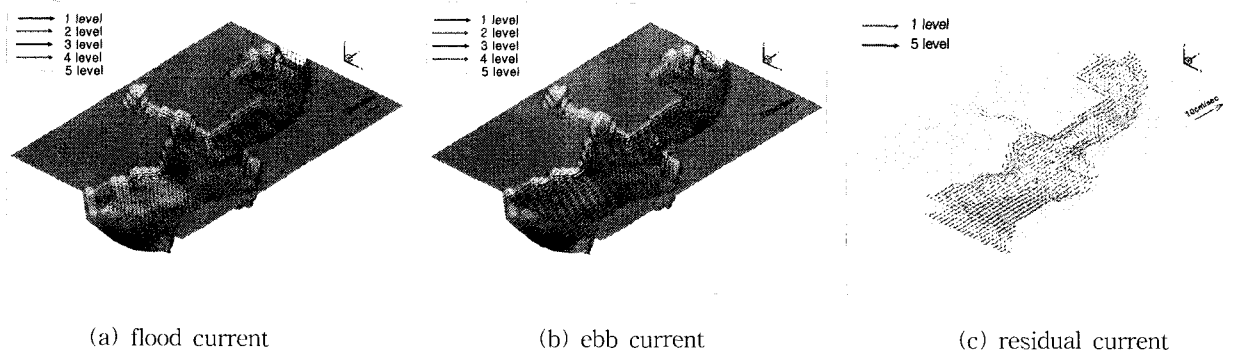 1 level
2 level
3 level
4 level
5 level
1 level
2 level
3 level
4 level
5 level
1 level
5 level
10cm/sec
(a) flood current
(b) ebb current
(c) residual current